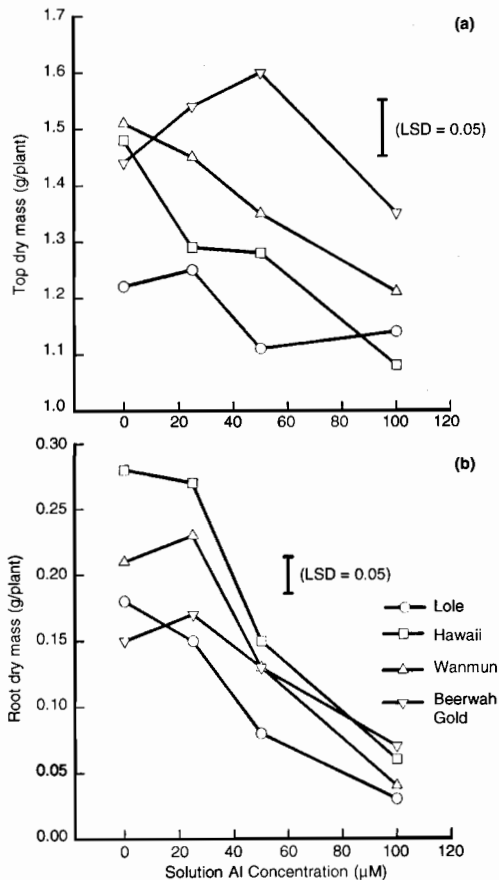 (a)
1.7
1.6
1.5
1.4
1.3
1.2
1.1
1.0
Top dry mass (g/plant)
(LSD = 0.05)
0 20 40 60 80 100 120
(b)
0.30
0.25
0.20
0.15
0.10
0.05
0.00
Root dry mass (g/plant)
(LSD = 0.05)
Lole
Hawaii
Wanmun
Beerwah
Gold
0 20 40 60 80 100 120
Solution Al Concentration (µM)